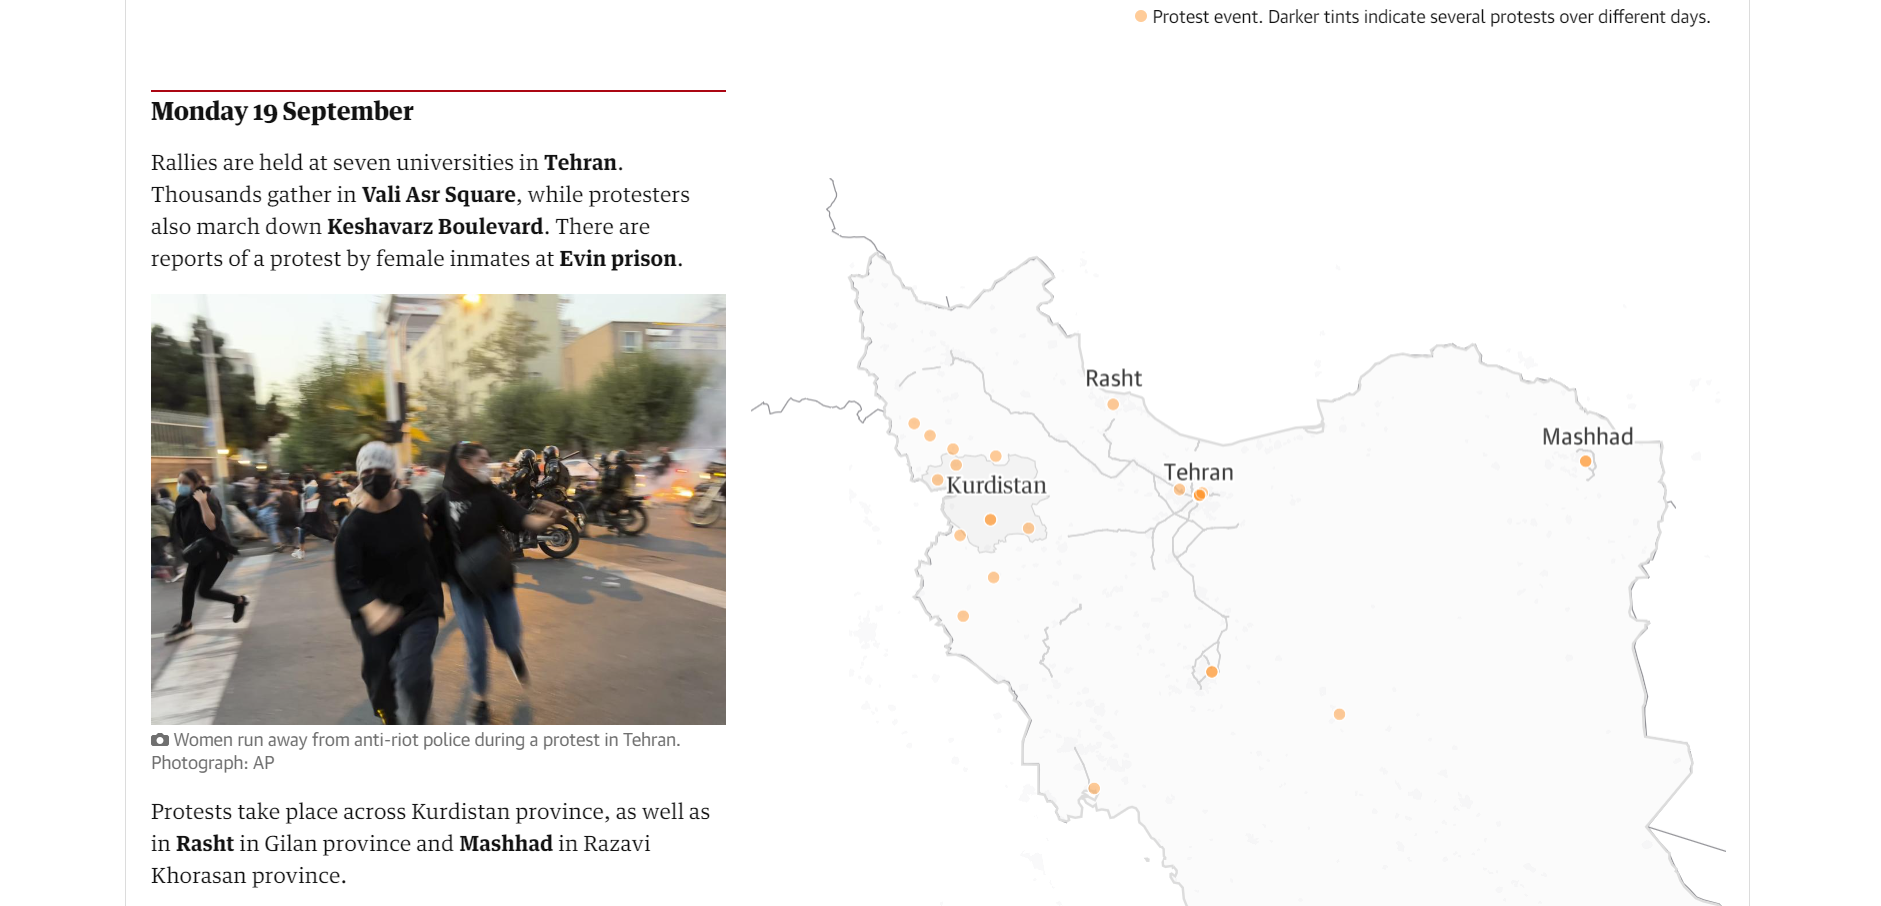 Protest event. Darker tints indicate several protests over different days.
Monday 19 September
Rallies are held at seven universities in Tehran.
Thousands gather in Vali Asr Square, while protesters
also march down Keshavarz Boulevard. There are
reports of a protest by female inmates at Evin prison.
Women run away from anti-riot police during a protest in Tehran.
Photograph: AP
Protests take place across Kurdistan province, as well as
in Rasht in Gilan province and Mashhad in Razavi
Khorasan province.
Rasht
Mashhad
Tehran
Kurdistan